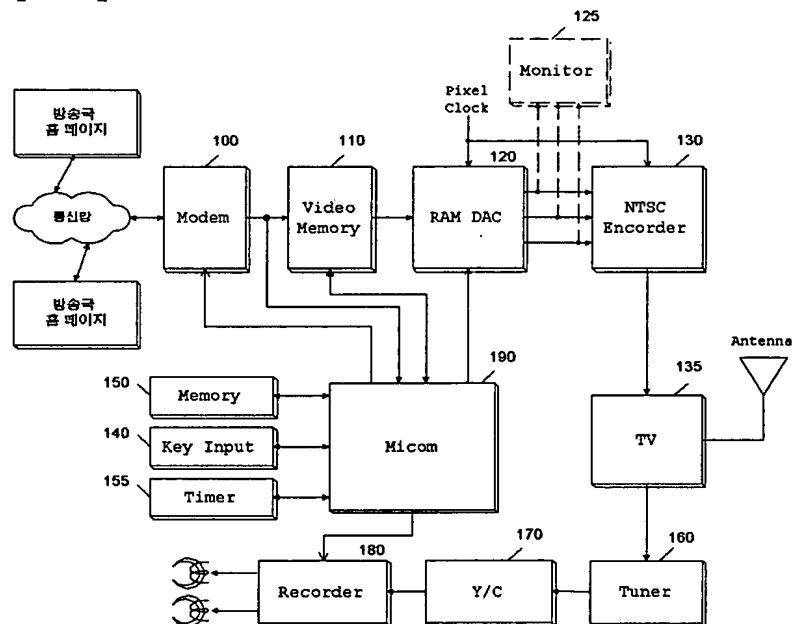 125
Monitor
Pixel
Clock
방송국
홈 페이지
100
110
120
130
통신망
Modem
Video
Memory
RAM DAC
NTSC
Encorder
방송국
홈 페이지
Antenna
190
135
150
Memory
140
Key Input
Micom
TV
155
Timer
180
170
160
Recorder
Y/C
Tuner